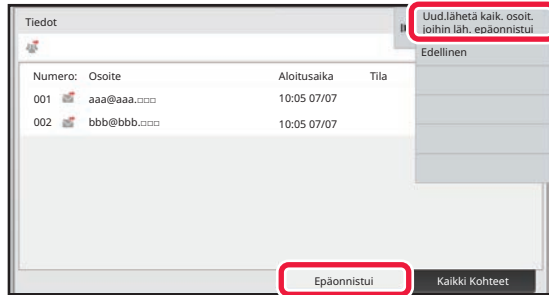 Tiedot
Uud.lähetä kaik. osoit.
joihin läh. epäonnistui
Edellinen
Numero: Osoite Aloitusaika Tila
001 aaa@aaa.□□□ 10:05 07/07
002 bbb@bbb.□□□ 10:05 07/07
Epäonnistui Kaikki Kohteet